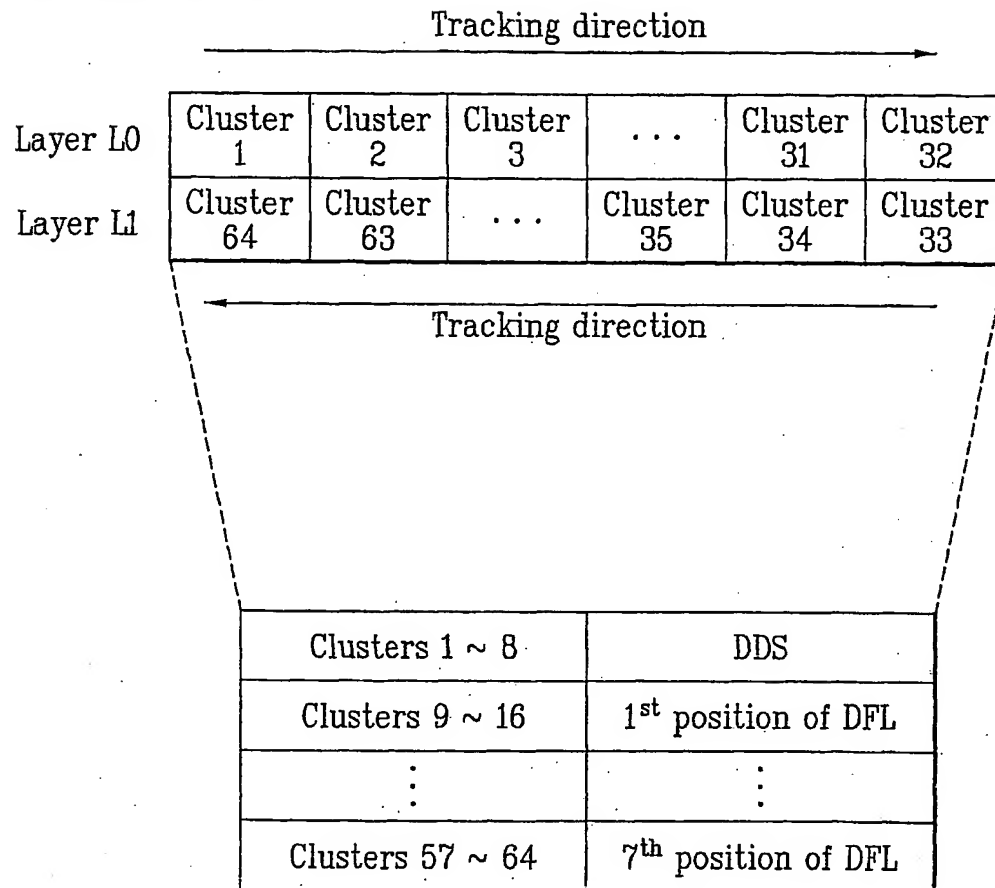 Tracking direction
Layer L0
Cluster 1
Cluster 2
Cluster 3
. . .
Cluster 31
Cluster 32
Layer L1
Cluster 64
Cluster 63
. . .
Cluster 35
Cluster 34
Cluster 33
Tracking direction
Clusters 1 ~ 8
DDS
Clusters 9 ~ 16
1st position of DFL
⋮
⋮
Clusters 57 ~ 64
7th position of DFL